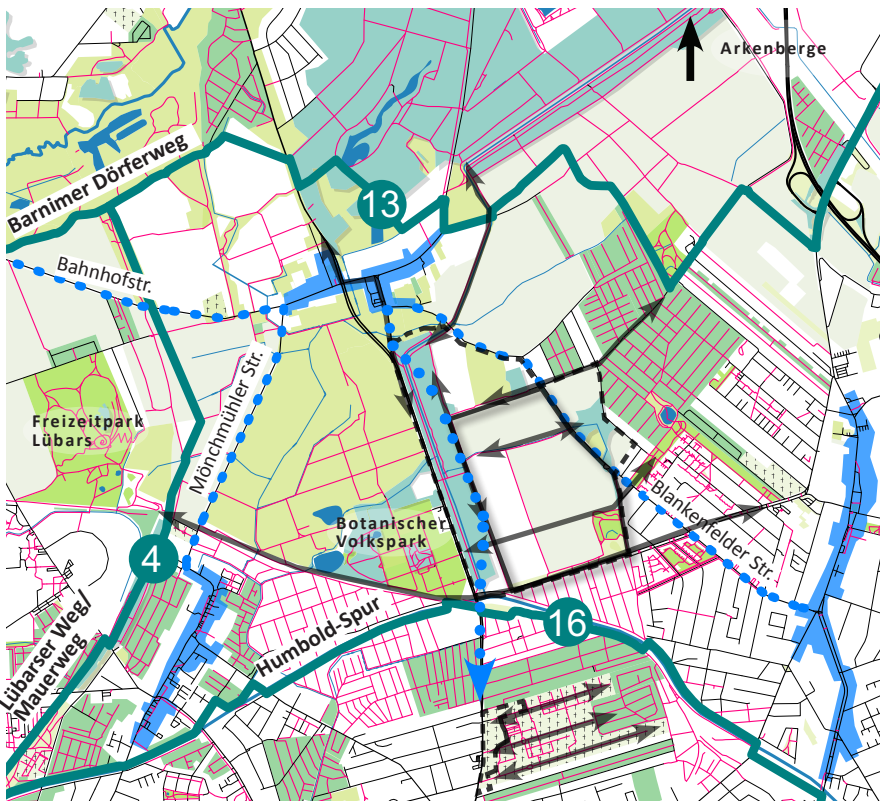 Arkenberge
Barnimer Dörferweg
13
Bahnhofstr.
Mönchmühler Str.
Freizeitpark
Lübars
Botanischer
Volkspark
Blankenfelder Str.
4
16
Humbold-Spur
Lübarser Weg/
Mauerweg